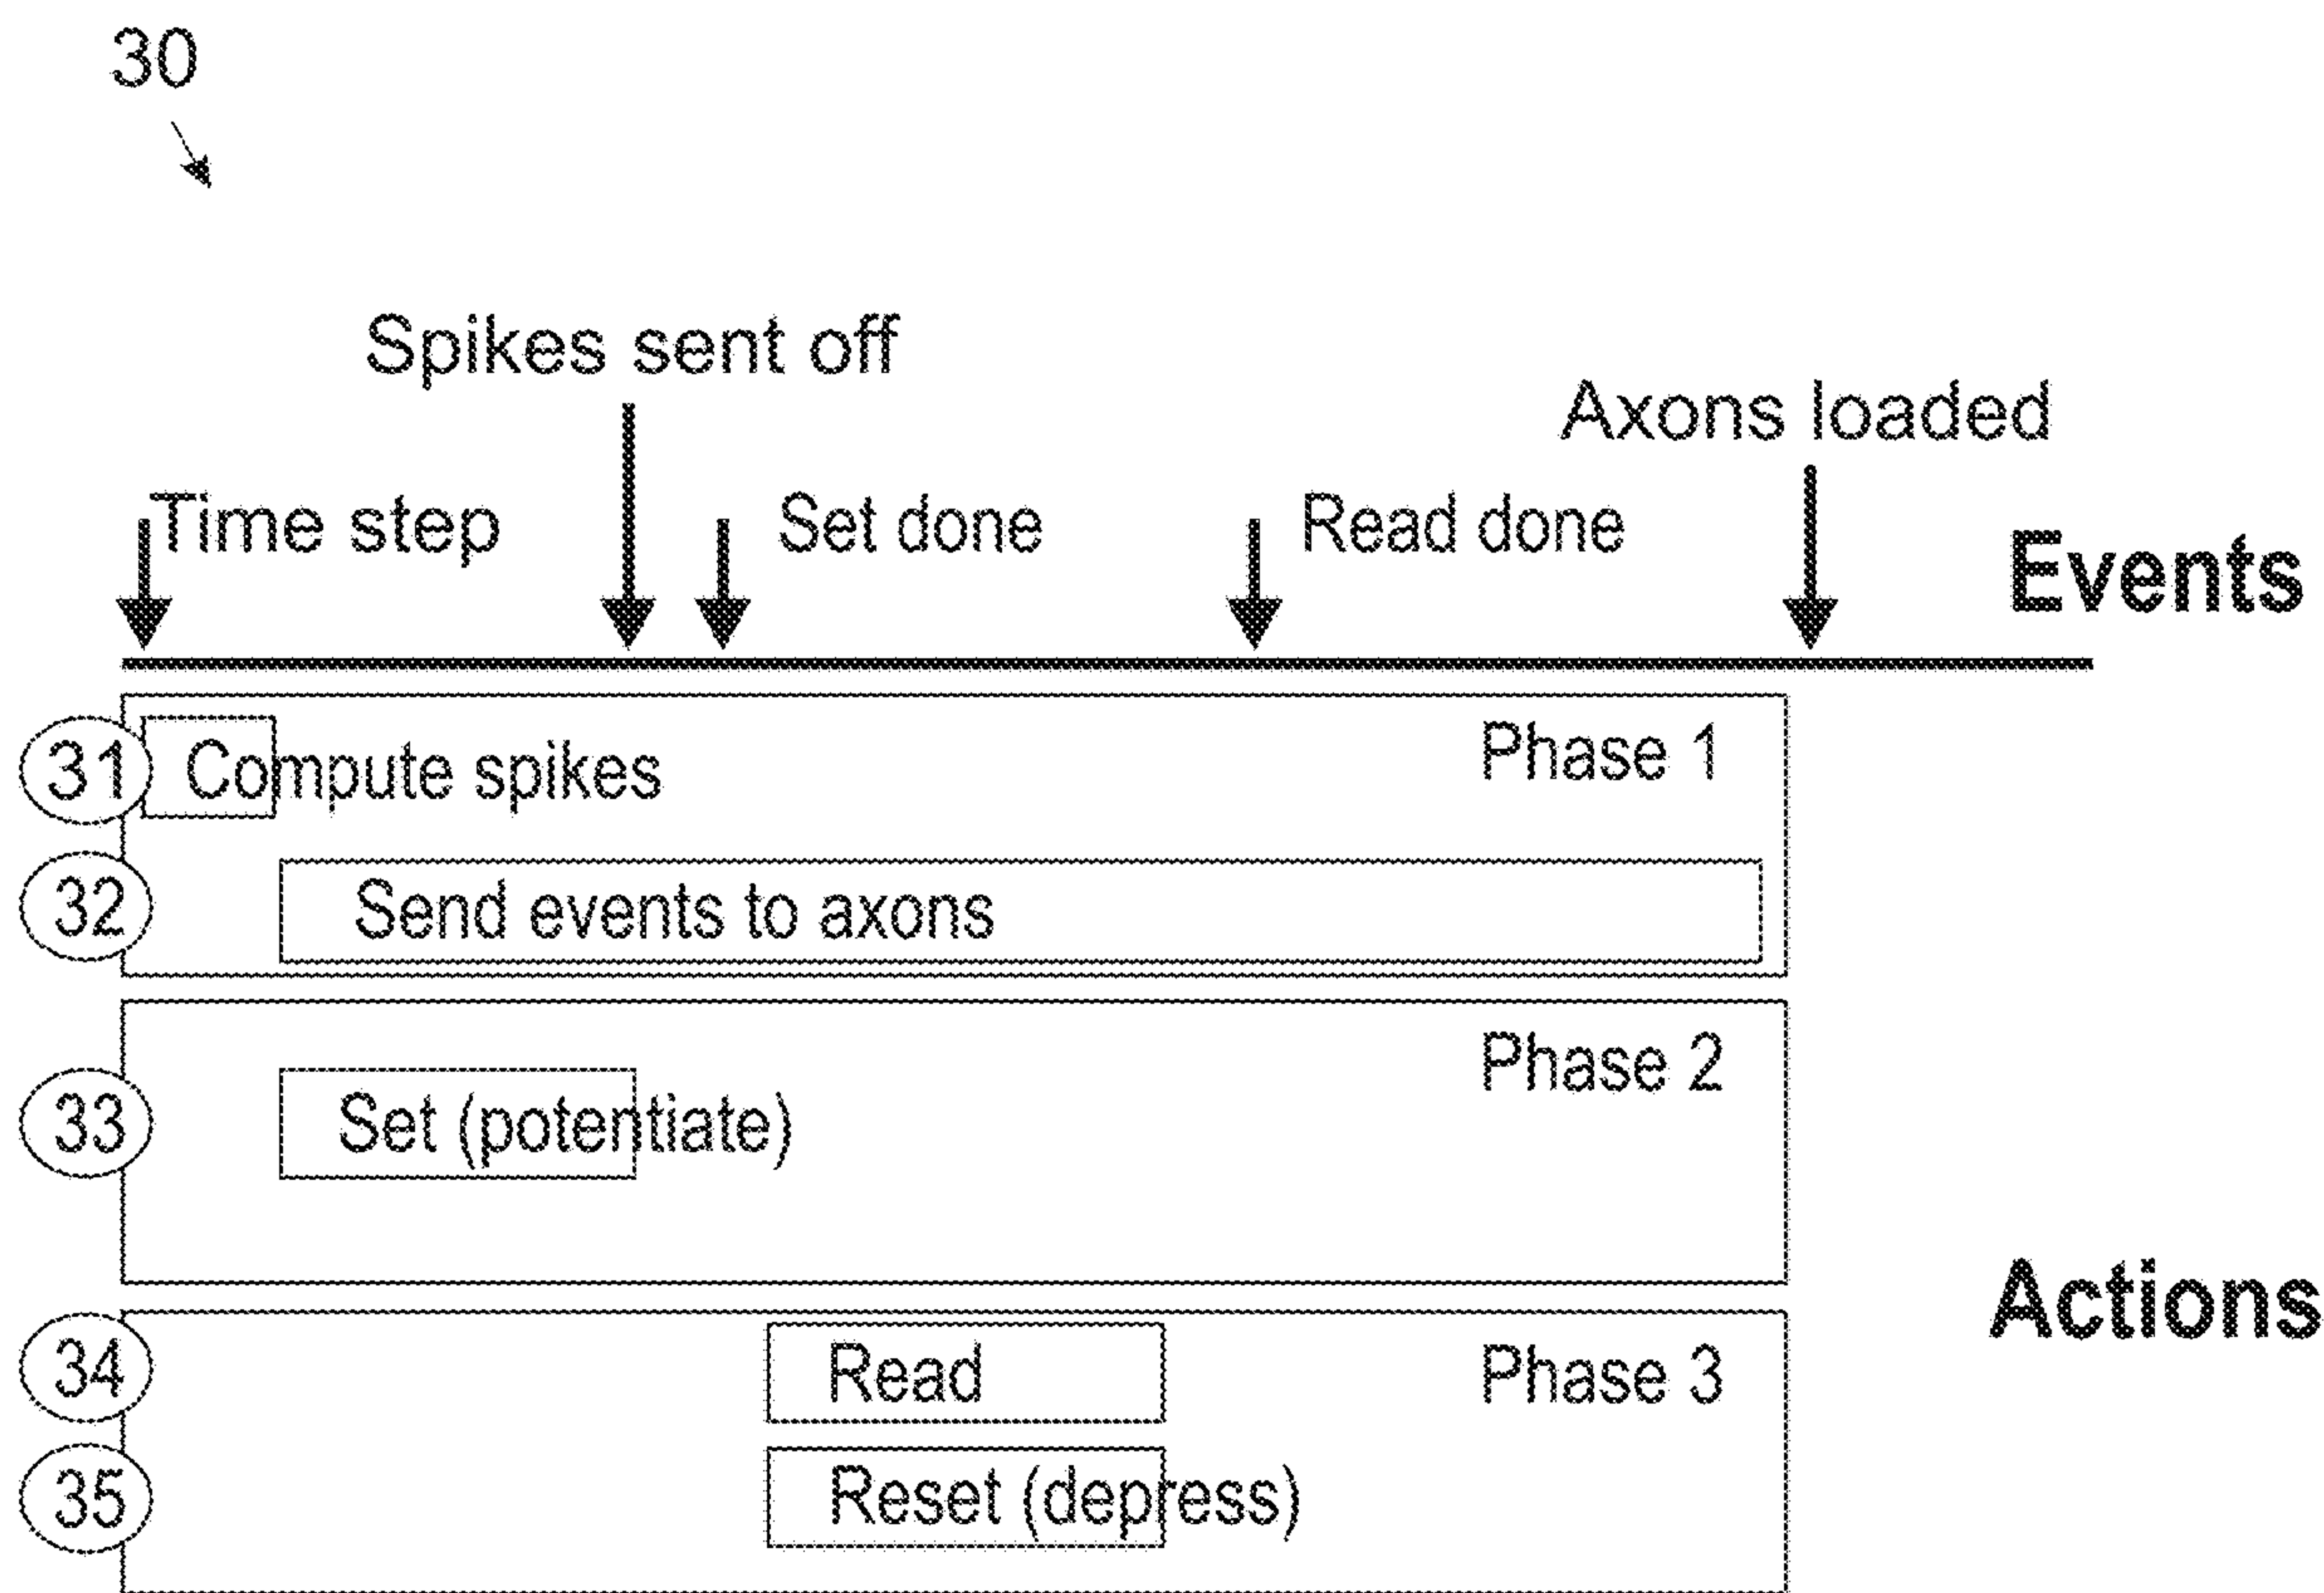 30
Spikes sent off
Axons loaded
Time step
Set done
Read done
Events
31
Compute spikes
Phase 1
32
Send events to axons
Phase 2
33
Set (potentiate)
Actions
34
Read
Phase 3
35
Reset (depress)